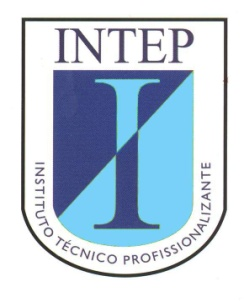 INTEP
I
INSTITUTO TÉCNICO PROFISSIONALIZANTE